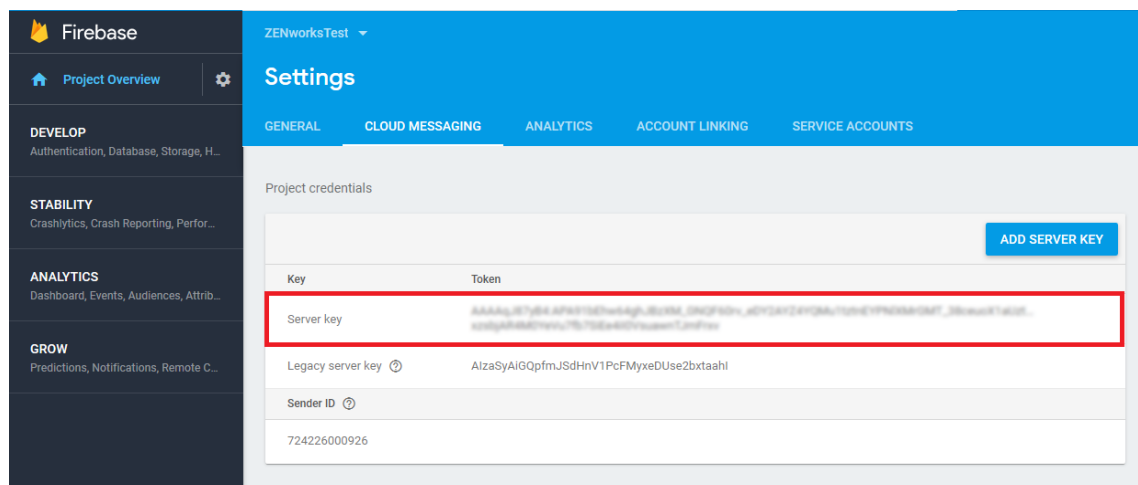 Firebase
ZENworksTest
Project Overview
Settings
GENERAL CLOUD MESSAGING ANALYTICS ACCOUNT LINKING SERVICE ACCOUNTS
DEVELOP
Authentication, Database, Storage, H...
STABILITY
Crashlytics, Crash Reporting, Perfor...
ANALYTICS
Dashboard, Events, Audiences, Attrib...
GROW
Predictions, Notifications, Remote C...
Project credentials
ADD SERVER KEY
Key Token
Server key
Legacy server key AIzaSyAiGQpfmJSdHnV1PcFMyxeDUse2bxtaahI
Sender ID
724226000926